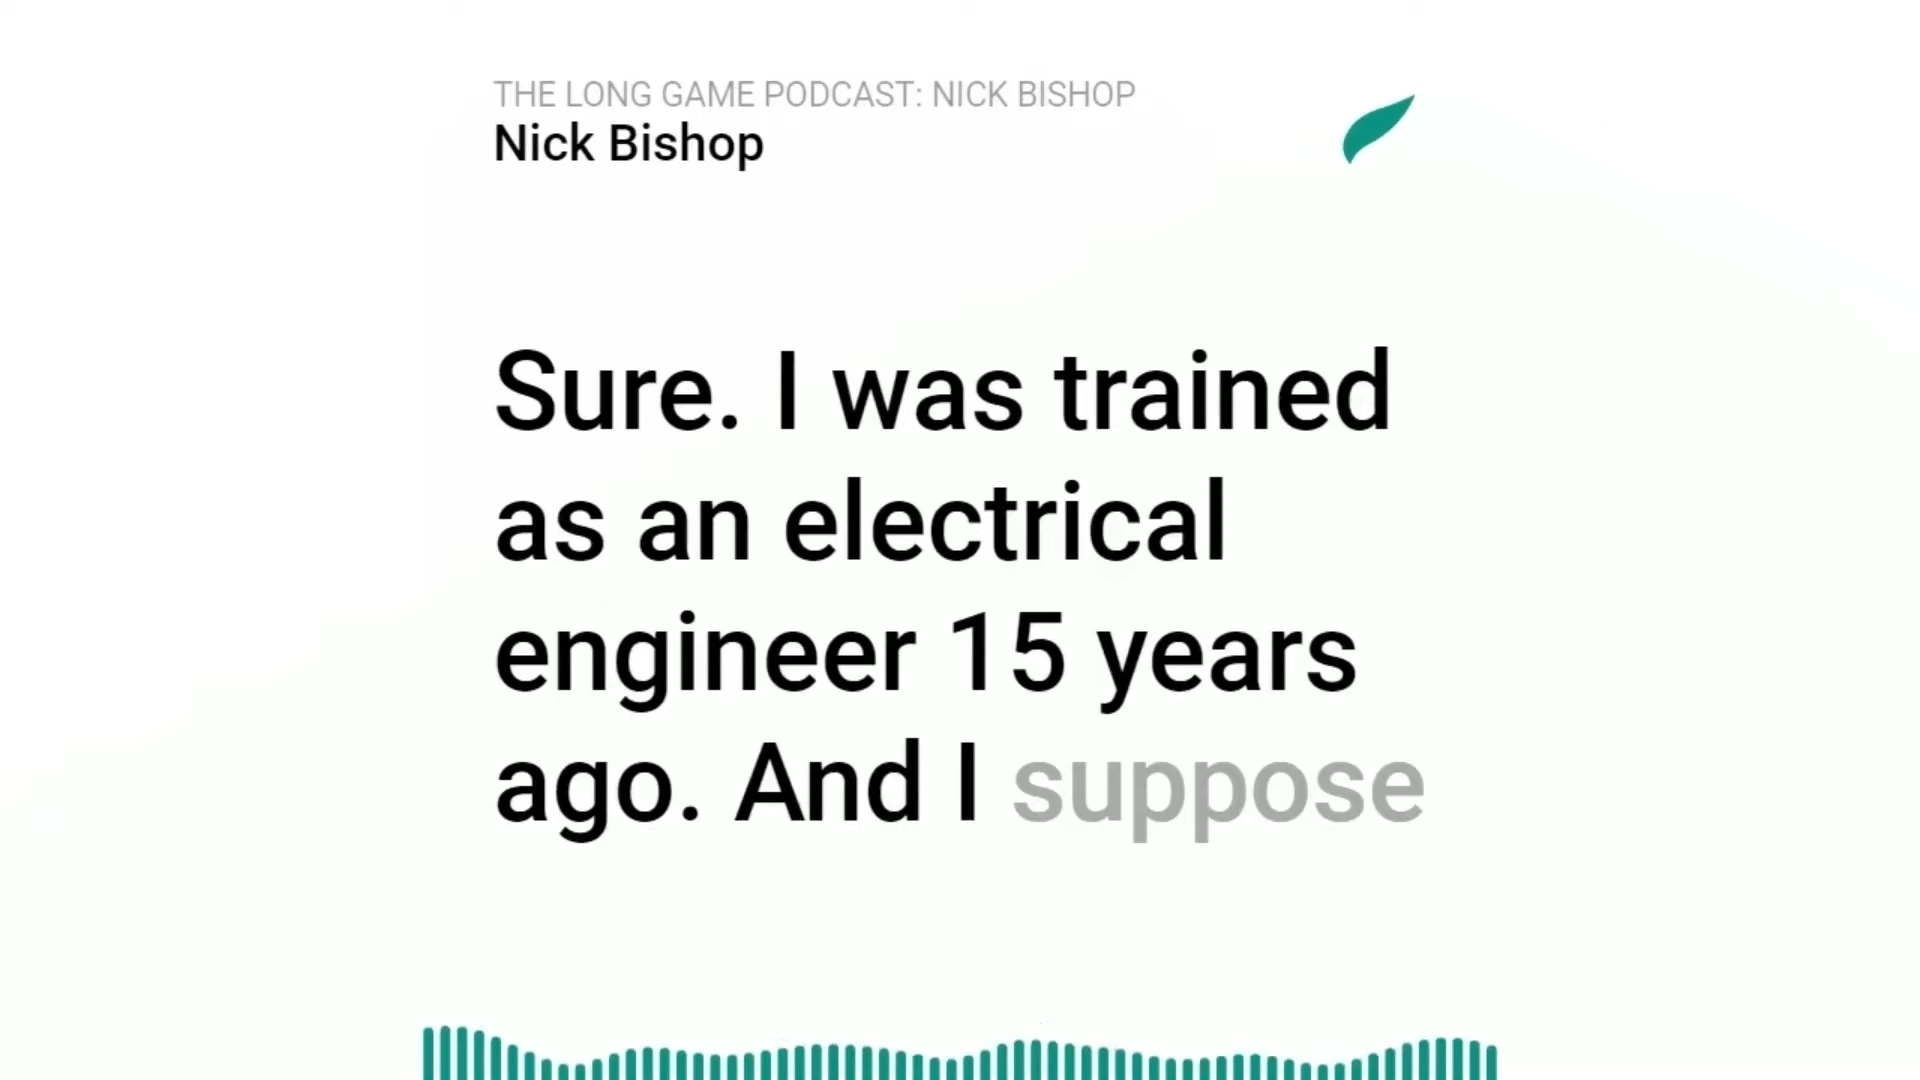 THE LONG GAME PODCAST: NICK BISHOP
Nick Bishop
Sure. I was trained
as an electrical
engineer 15 years
ago. And I suppose